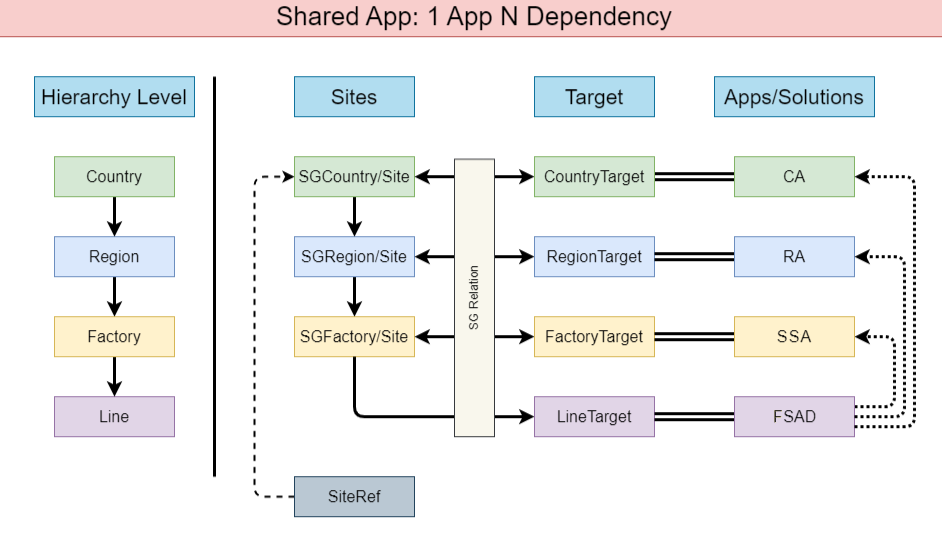 Shared App: 1 App N Dependency
Hierarchy Level
Sites
Target
Apps/Solutions
Country
SGCountry/Site
CountryTarget
CA
Region
SGRegion/Site
RegionTarget
RA
SG Relation
Factory
SGFactory/Site
FactoryTarget
SSA
Line
LineTarget
FSAD
SiteRef